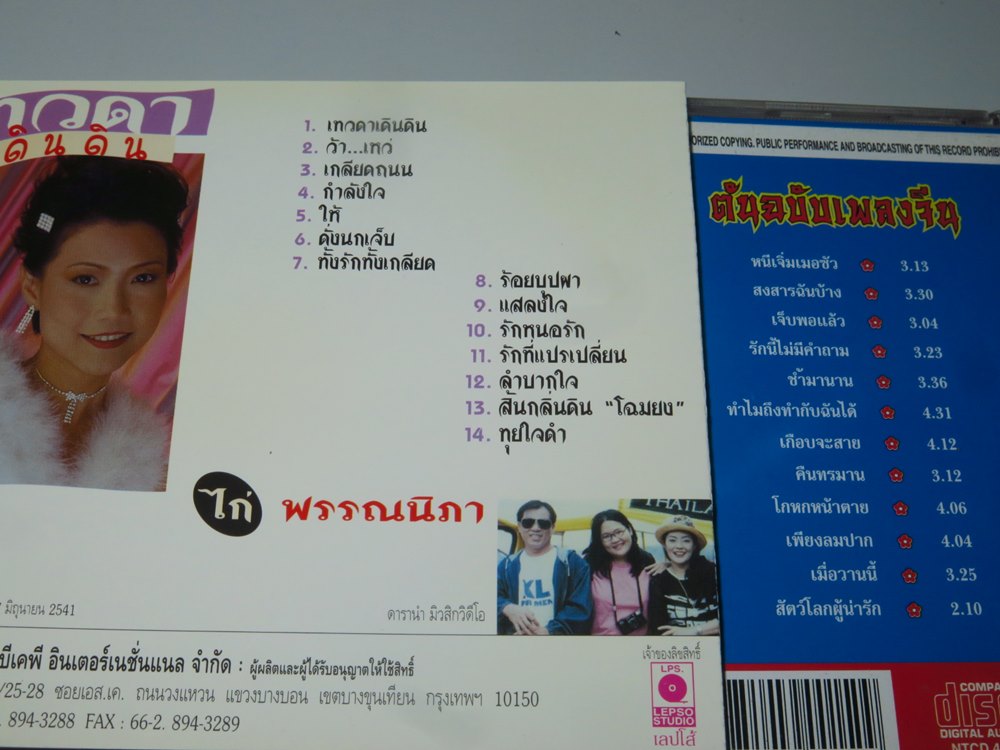 เทวดา
เดินดิน
1. เทวดาเดินดิน
2. ว้า...เหว่
3. เกลียดถนน
4. กำลังใจ
5. ให้
6. ดั่งนกเจ็บ
7. ทั้งรักทั้งเกลียด
8. ร้อยบุปผา
9. แสลงใจ
10. รักหนอรัก
11. รักที่แปรเปลี่ยน
12. ลำบากใจ
13. สิ้นกลิ่นดิน “โฉมยง”
14. ทุยใจดำ
ไก่ พรรณนิภา
THAILA
XL
มิถุนายน 2541
ดาราน่า มิวสิกวิดีโอ
บีเคพี อินเตอร์เนชั่นแนล จำกัด : ผู้ผลิตและผู้ได้รับอนุญาตให้ใช้สิทธิ์
/25-28 ซอยเอส.เค. ถนนวงแหวน แขวงบางบอน เขตบางขุนเทียน กรุงเทพฯ 10150
. 894-3288 FAX : 66-2. 894-3289
เจ้าของลิขสิทธิ์
LPS.
LEPSO
STUDIO
เลปโส้
ORIZED COPYING. PUBLIC PERFORMANCE AND BROADCASTING OF THIS RECORD PROHIBI
ต้นฉบับเพลงจีน
หนีเจิ่มเมอซัว 3.13
สงสารฉันบ้าง 3.30
เจ็บพอแล้ว 3.04
รักนี้ไม่มีคำถาม 3.23
ช้ำมานาน 3.36
ทำไมถึงทำกับฉันได้ 4.31
เกือบจะสาย 4.12
คืนทรมาน 3.12
โกหกหน้าตาย 4.06
เพียงลมปาก 4.04
เมื่อวานนี้ 3.25
สัตว์โลกผู้น่ารัก 2.10
COMPA
disc
DIGITAL AU
NTCD